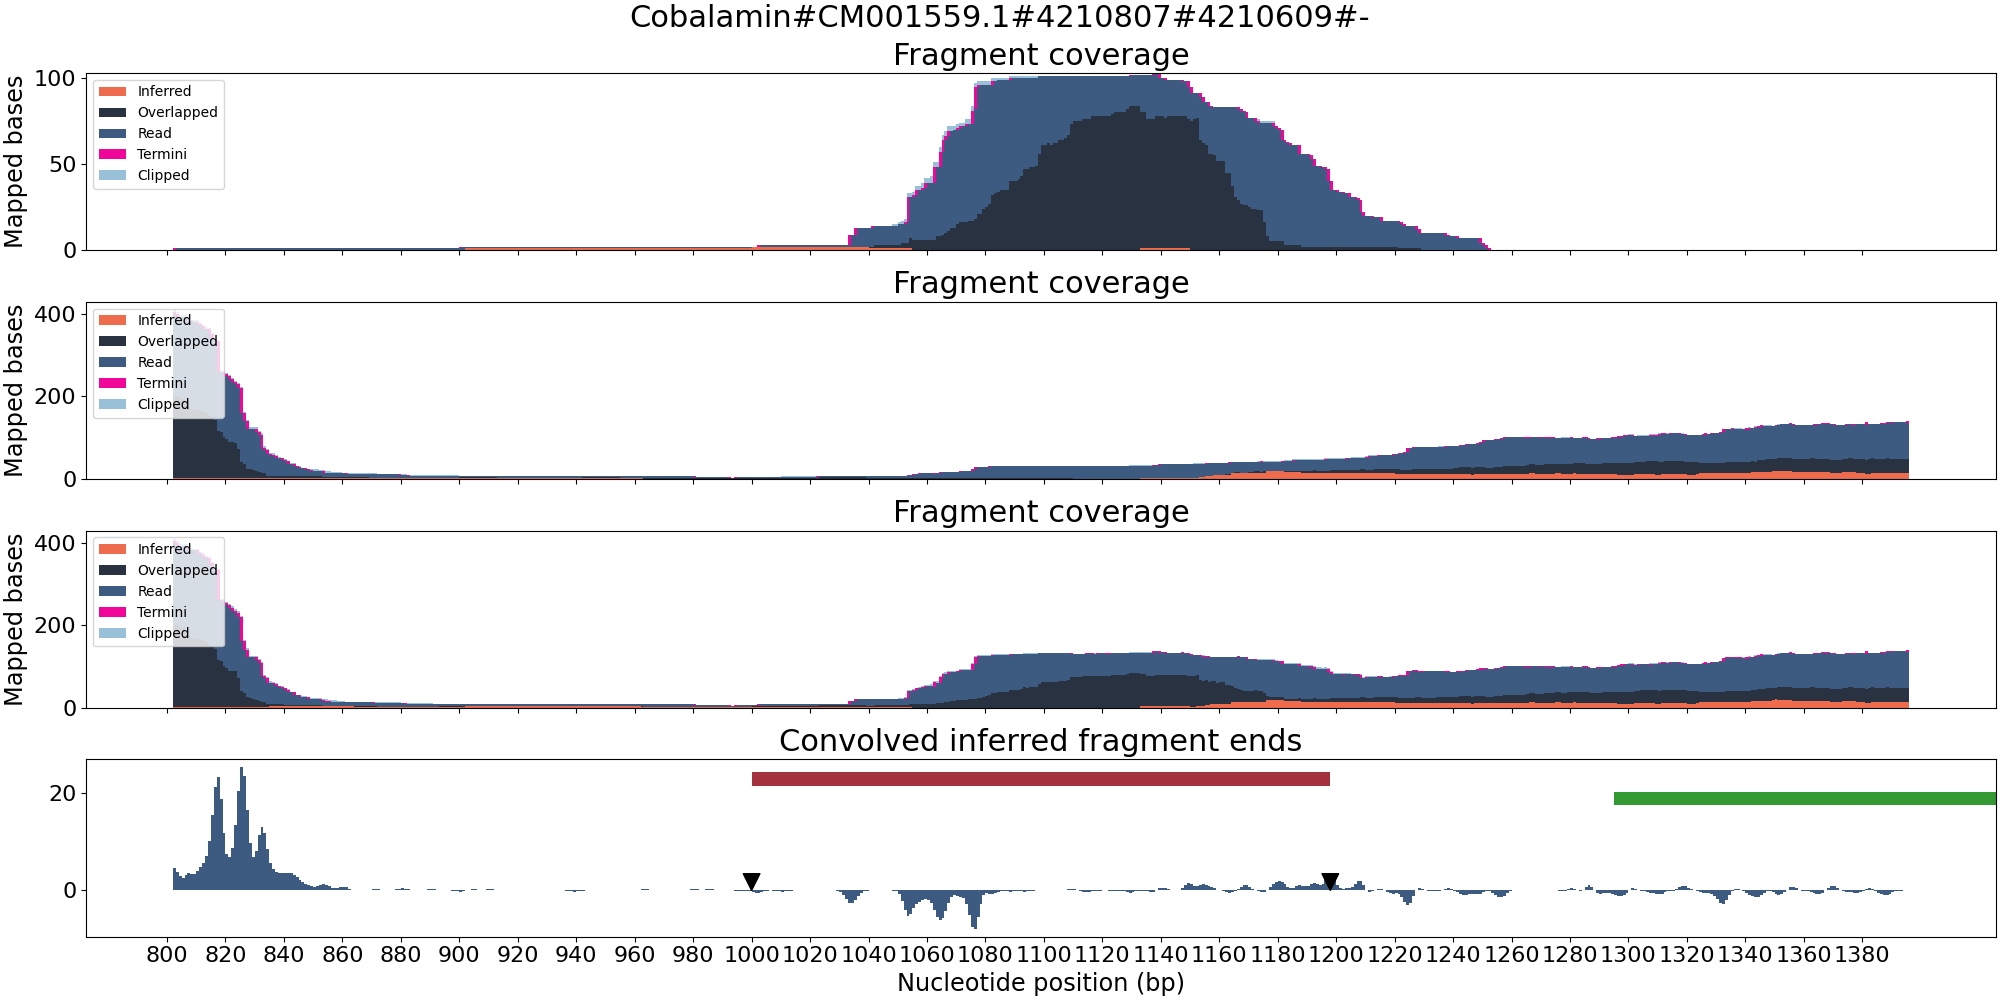 Cobalamin#CM001559.1#4210807#4210609#-
Fragment coverage
Mapped bases
100
50
0
Inferred
Overlapped
Read
Termini
Clipped
Fragment coverage
Mapped bases
400
200
0
Inferred
Overlapped
Read
Termini
Clipped
Fragment coverage
Mapped bases
400
200
0
Inferred
Overlapped
Read
Termini
Clipped
Convolved inferred fragment ends
20
0
800 820 840 860 880 900 920 940 960 980 1000 1020 1040 1060 1080 1100 1120 1140 1160 1180 1200 1220 1240 1260 1280 1300 1320 1340 1360 1380
Nucleotide position (bp)